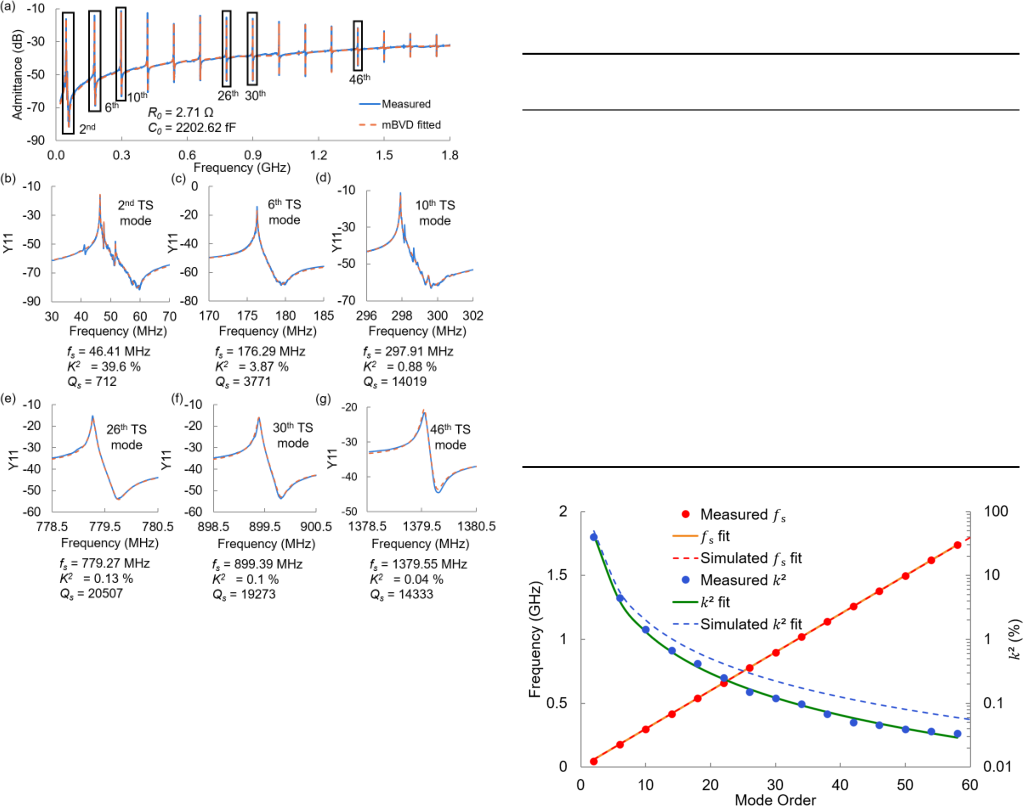 (a)
-10
-30
-50
-70
-90
Admittance (dB)
2nd
6th
10th
26th
30th
46th
R0 = 2.71 Ω
C0 = 2202.62 fF
Measured
mBVD fitted
0.0 0.3 0.6 0.9 1.2 1.5 1.8
Frequency (GHz)
(b)
-10
-30
-50
-70
-90
Y11
2nd TS
mode
30 40 50 60 70
Frequency (MHz)
fs = 46.41 MHz
K2 = 39.6 %
Qs = 712
(c)
0
-20
-40
-60
-80
Y11
6th TS
mode
170 175 180 185
Frequency (MHz)
fs = 176.29 MHz
K2 = 3.87 %
Qs = 3771
(d)
-10
-30
-50
-70
Y11
10th TS
mode
296 298 300 302
Frequency (MHz)
fs = 297.91 MHz
K2 = 0.88 %
Qs = 14019
(e)
-10
-20
-30
-40
-50
-60
Y11
26th TS
mode
778.5 779.5 780.5
Frequency (MHz)
fs = 779.27 MHz
K2 = 0.13 %
Qs = 20507
(f)
-10
-20
-30
-40
-50
-60
Y11
30th TS
mode
898.5 899.5 900.5
Frequency (MHz)
fs = 899.39 MHz
K2 = 0.1 %
Qs = 19273
(g)
-20
-30
-40
-50
Y11
46th TS
mode
1378.5 1379.5 1380.5
Frequency (MHz)
fs = 1379.55 MHz
K2 = 0.04 %
Qs = 14333
2
1.5
1
0.5
0
Frequency (GHz)
Measured fs
fs fit
Simulated fs fit
Measured k²
k² fit
Simulated k² fit
100
10
1
0.1
0.01
k² (%)
0 10 20 30 40 50 60
Mode Order